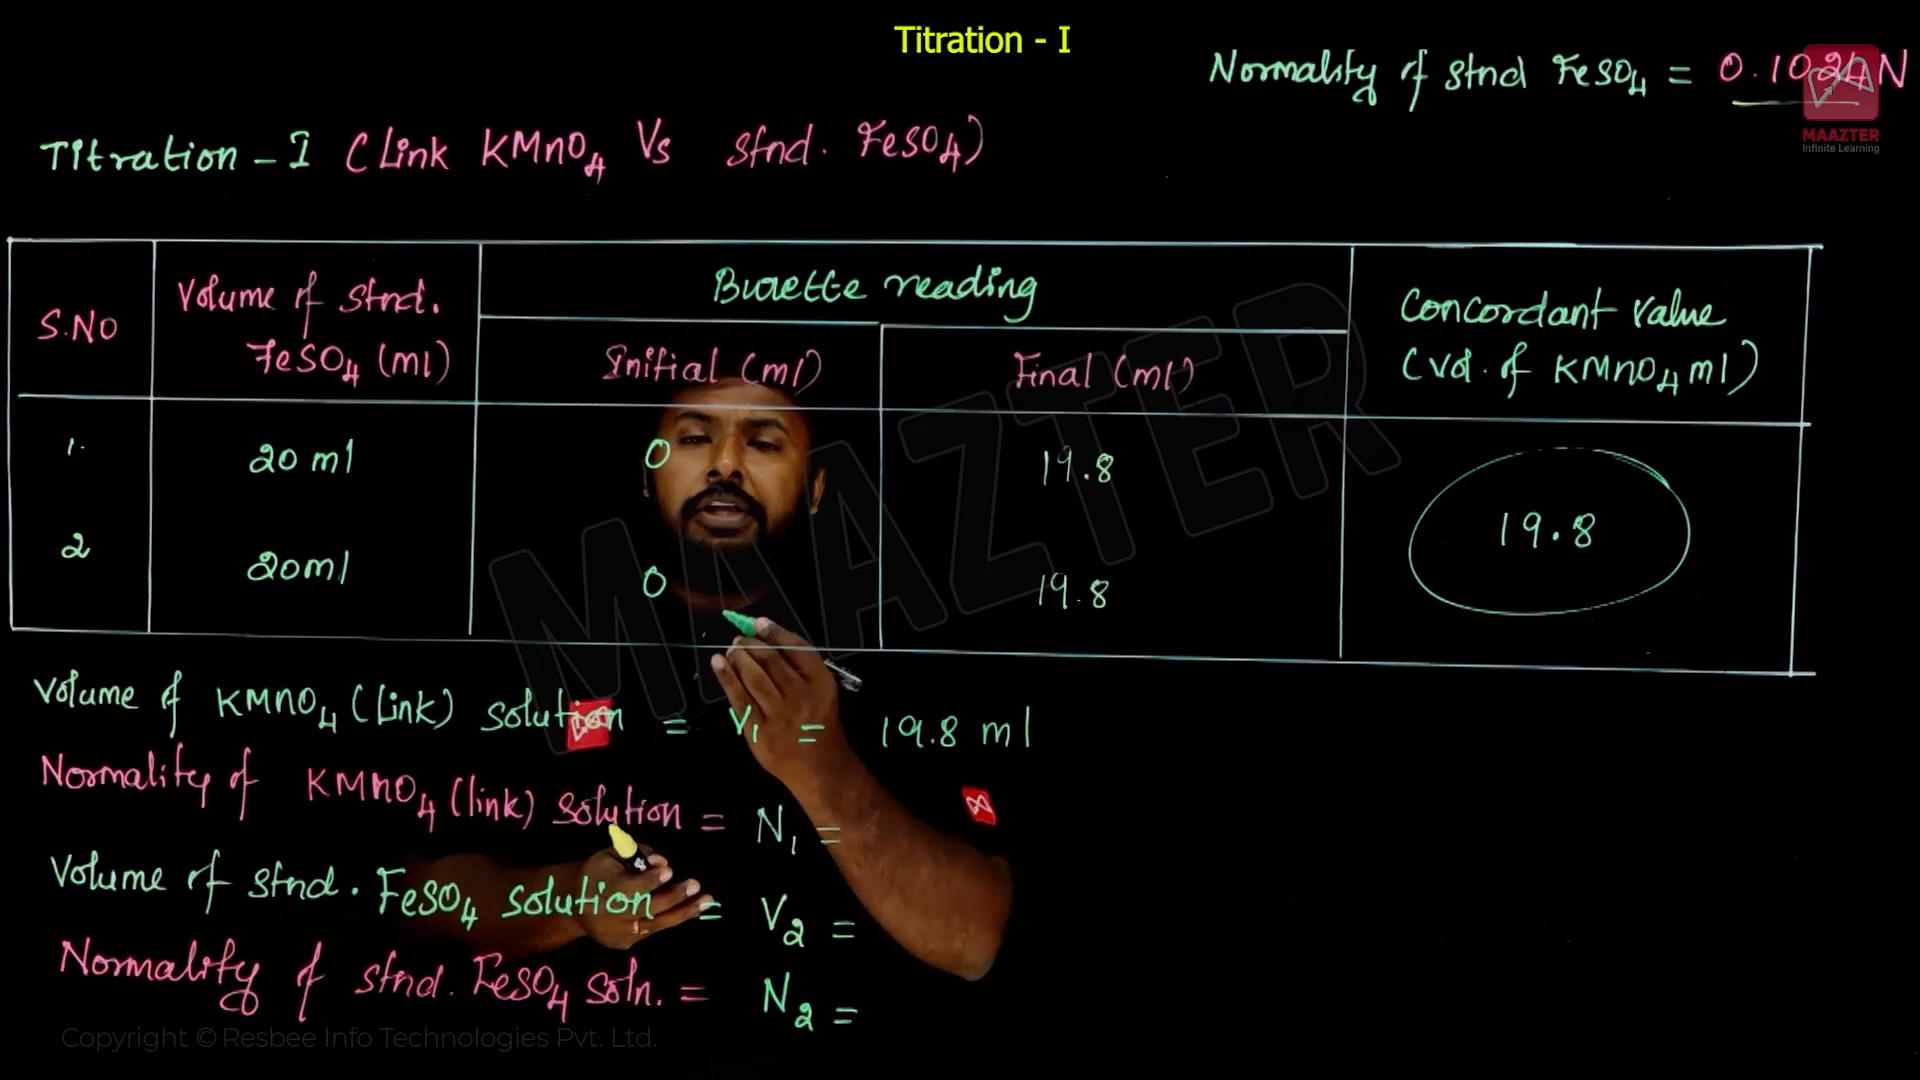 Titration - I
Normality of stnd FeSO4 = 0.1024 N
MAAZTER
Infinite Learning
Titration - I (Link KMnO4 Vs stnd. FeSO4)
S.NO
Volume of stnd. FeSO4 (ml)
Burette reading
Initial (ml)
Final (ml)
Concordant Value
(Vol. of KMnO4 ml)
1. 20 ml 0 19.8
19.8
2 20ml 0 19.8
MAAZTER
Volume of KMnO4 (Link) solution = V1 = 19.8 ml
Normality of KMnO4 (link) solution = N1 =
Volume of stnd. FeSO4 solution = V2 =
Normality of stnd. FeSO4 soln. = N2 =
Copyright © Resbee Info Technologies Pvt. Ltd.